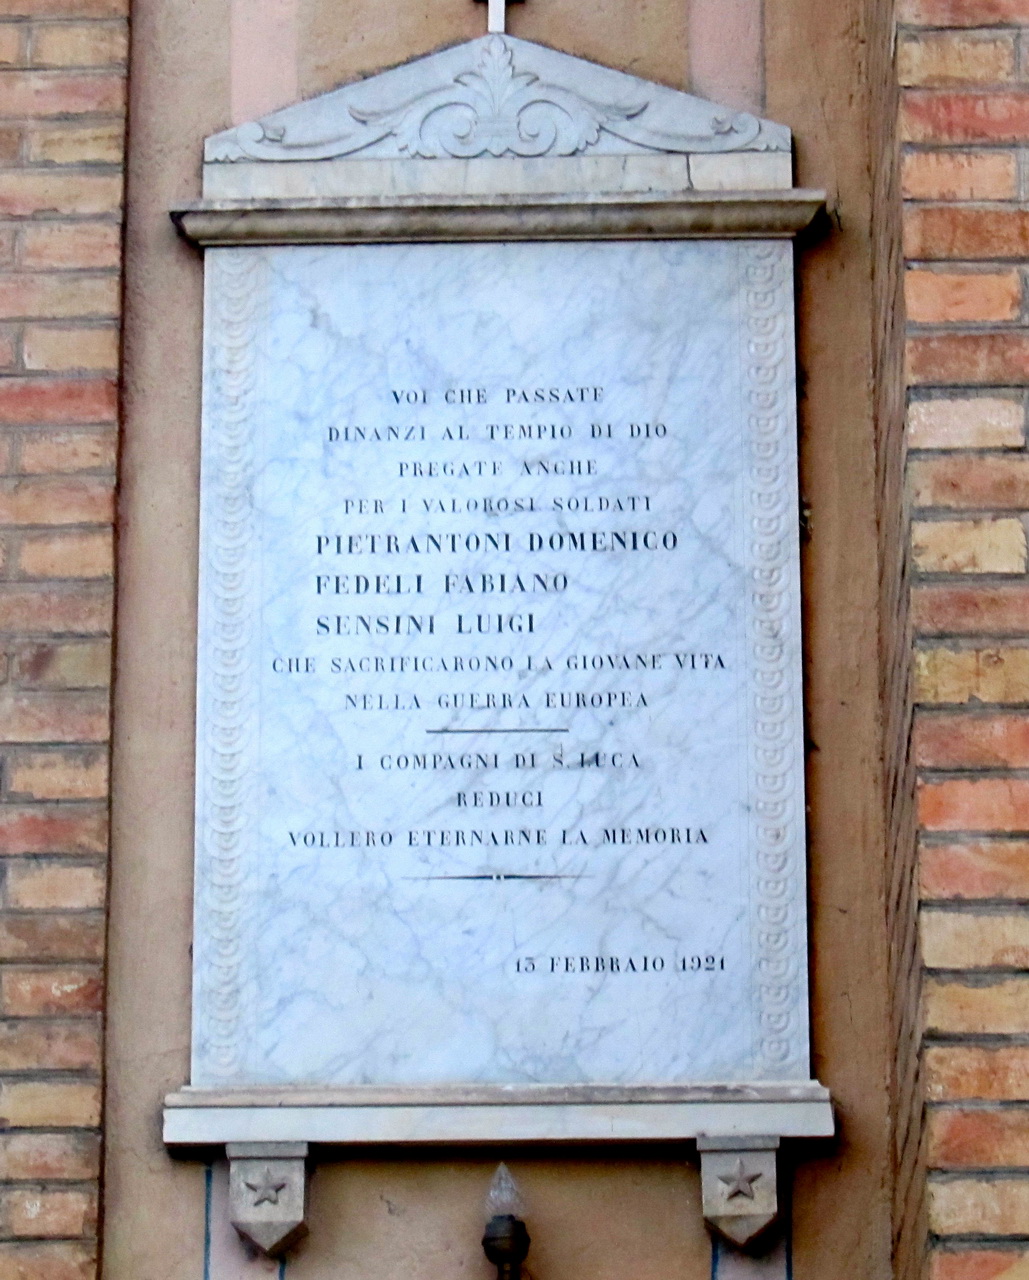 VOI CHE PASSATE
DINANZI AL TEMPIO DI DIO
PREGATE ANCHE
PER I VALOROSI SOLDATI
PIETRANTONI DOMENICO
FEDELI FABIANO
SENSINI LUIGI
CHE SACRIFICARONO LA GIOVANE VITA
NELLA GUERRA EUROPEA
I COMPAGNI DI S. LUCA
REDUCI
VOLLERO ETERNARNE LA MEMORIA
13 FEBBRAIO 1921